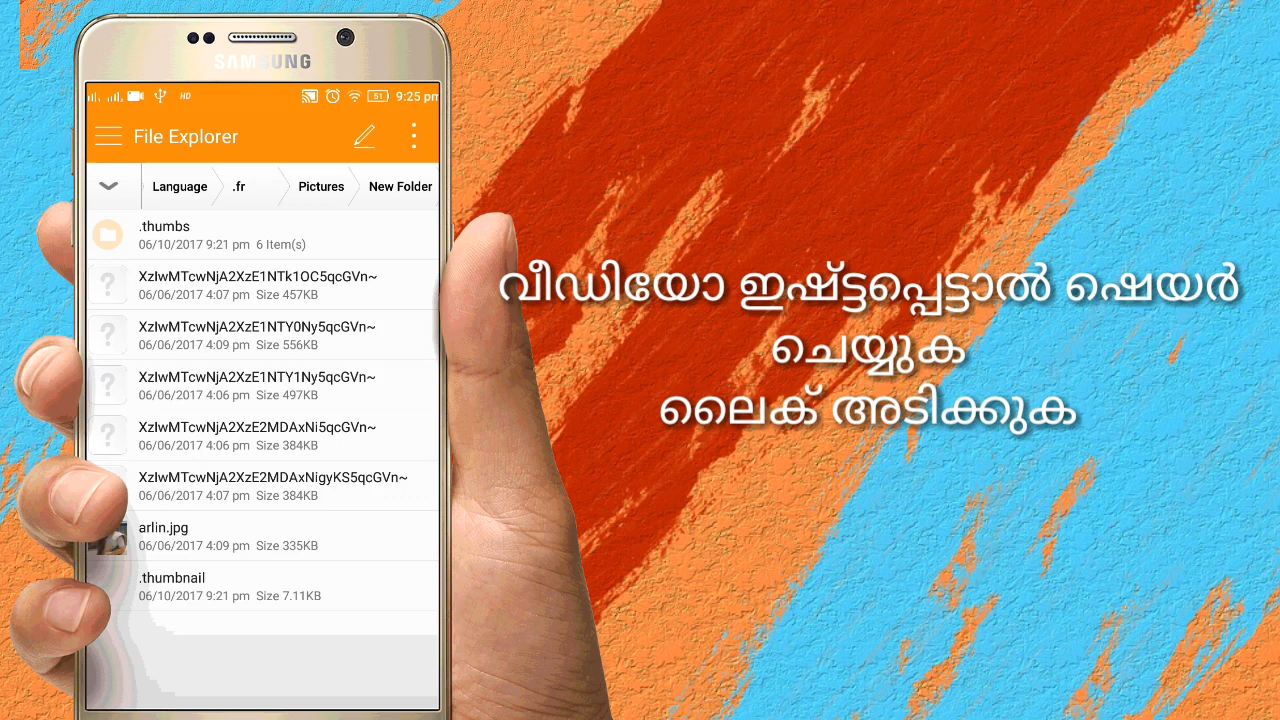 SAMSUNG
HD
51
9:25 pm
File Explorer
Language
.fr
Pictures
New Folder
.thumbs
06/10/2017 9:21 pm 6 Item(s)
XzIwMTcwNjA2XzE1NTk1OC5qcGVn~
06/06/2017 4:07 pm Size 457KB
XzIwMTcwNjA2XzE1NTY0Ny5qcGVn~
06/06/2017 4:09 pm Size 556KB
XzIwMTcwNjA2XzE1NTY1Ny5qcGVn~
06/06/2017 4:06 pm Size 497KB
XzIwMTcwNjA2XzE2MDAxNi5qcGVn~
06/06/2017 4:06 pm Size 384KB
XzIwMTcwNjA2XzE2MDAxNigyKS5qcGVn~
06/06/2017 4:07 pm Size 384KB
arlin.jpg
06/06/2017 4:09 pm Size 335KB
.thumbnail
06/10/2017 9:21 pm Size 7.11KB
വീഡിയോ ഇഷ്ട്ടപ്പെട്ടാൽ ഷെയർ
ചെയ്യുക
ലൈക് അടിക്കുക